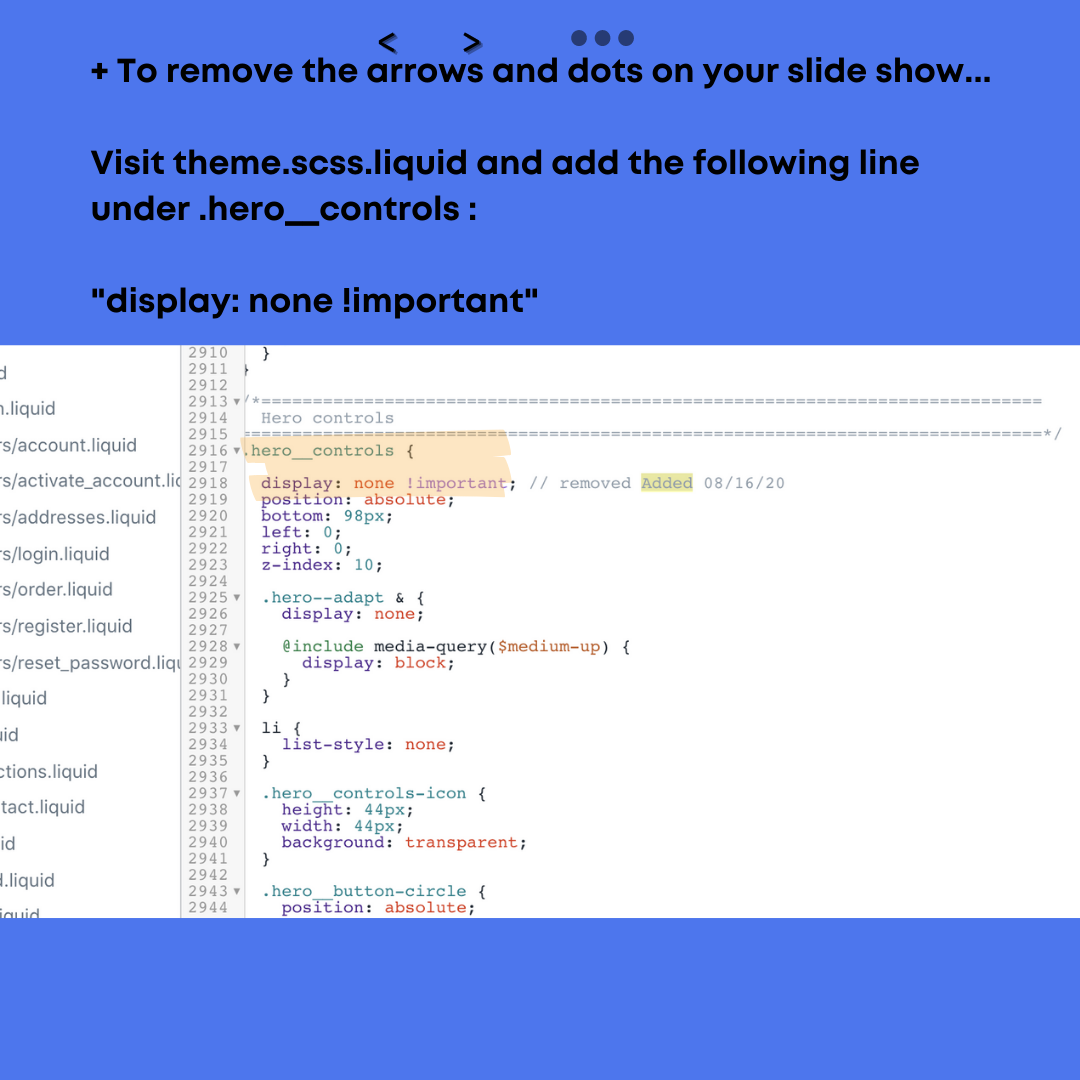 < >
+ To remove the arrows and dots on your slide show...
Visit theme.scss.liquid and add the following line
under .hero__controls :
"display: none !important"
d
n.liquid
rs/account.liquid
rs/activate_account.lic
rs/addresses.liquid
rs/login.liquid
rs/order.liquid
rs/register.liquid
rs/reset_password.liqu
.liquid
uid
ctions.liquid
tact.liquid
id
d.liquid
iquid
2910 }
2911 }
2912
2913 /*============================================================================
2914 Hero controls
2915 ==============================================================================*/
2916 .hero__controls {
2917
2918 display: none !important; // removed Added 08/16/20
2919 position: absolute;
2920 bottom: 98px;
2921 left: 0;
2922 right: 0;
2923 z-index: 10;
2924
2925 .hero--adapt & {
2926 display: none;
2927
2928 @include media-query($medium-up) {
2929 display: block;
2930 }
2931 }
2932
2933 li {
2934 list-style: none;
2935 }
2936
2937 .hero__controls-icon {
2938 height: 44px;
2939 width: 44px;
2940 background: transparent;
2941 }
2942
2943 .hero__button-circle {
2944 position: absolute;